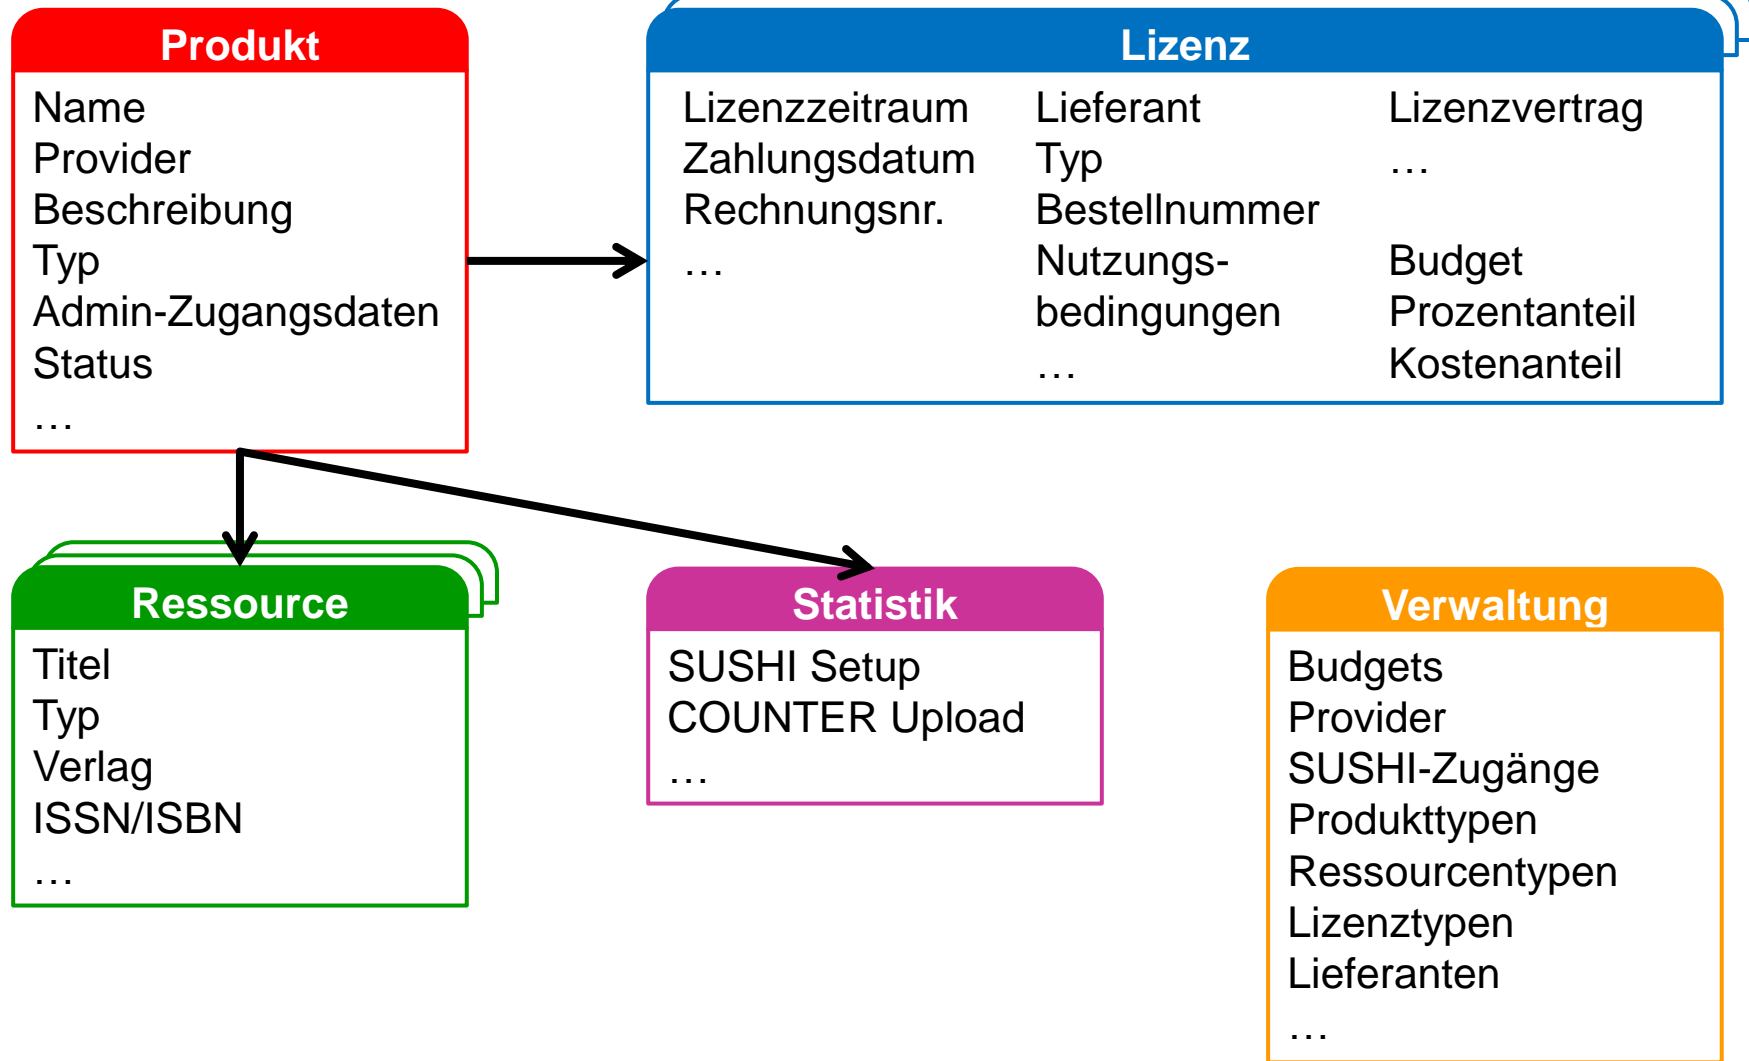 Produkt
Name
Provider
Beschreibung
Typ
Admin-Zugangsdaten
Status
…
Lizenz
Lizenzzeitraum
Zahlungsdatum
Rechnungsnr.
…
Lieferant
Typ
Bestellnummer
Nutzungs-
bedingungen
…
Lizenzvertrag
…
Budget
Prozentanteil
Kostenanteil
Ressource
Titel
Typ
Verlag
ISSN/ISBN
…
Statistik
SUSHI Setup
COUNTER Upload
…
Verwaltung
Budgets
Provider
SUSHI-Zugänge
Produkttypen
Ressourcentypen
Lizenztypen
Lieferanten
…